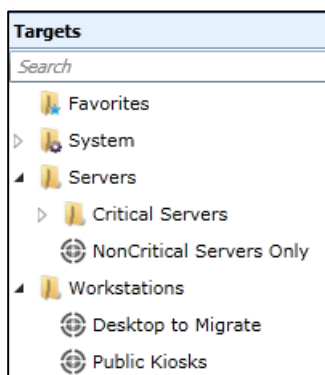 Targets
Search
Favorites
System
Servers
Critical Servers
NonCritical Servers Only
Workstations
Desktop to Migrate
Public Kiosks